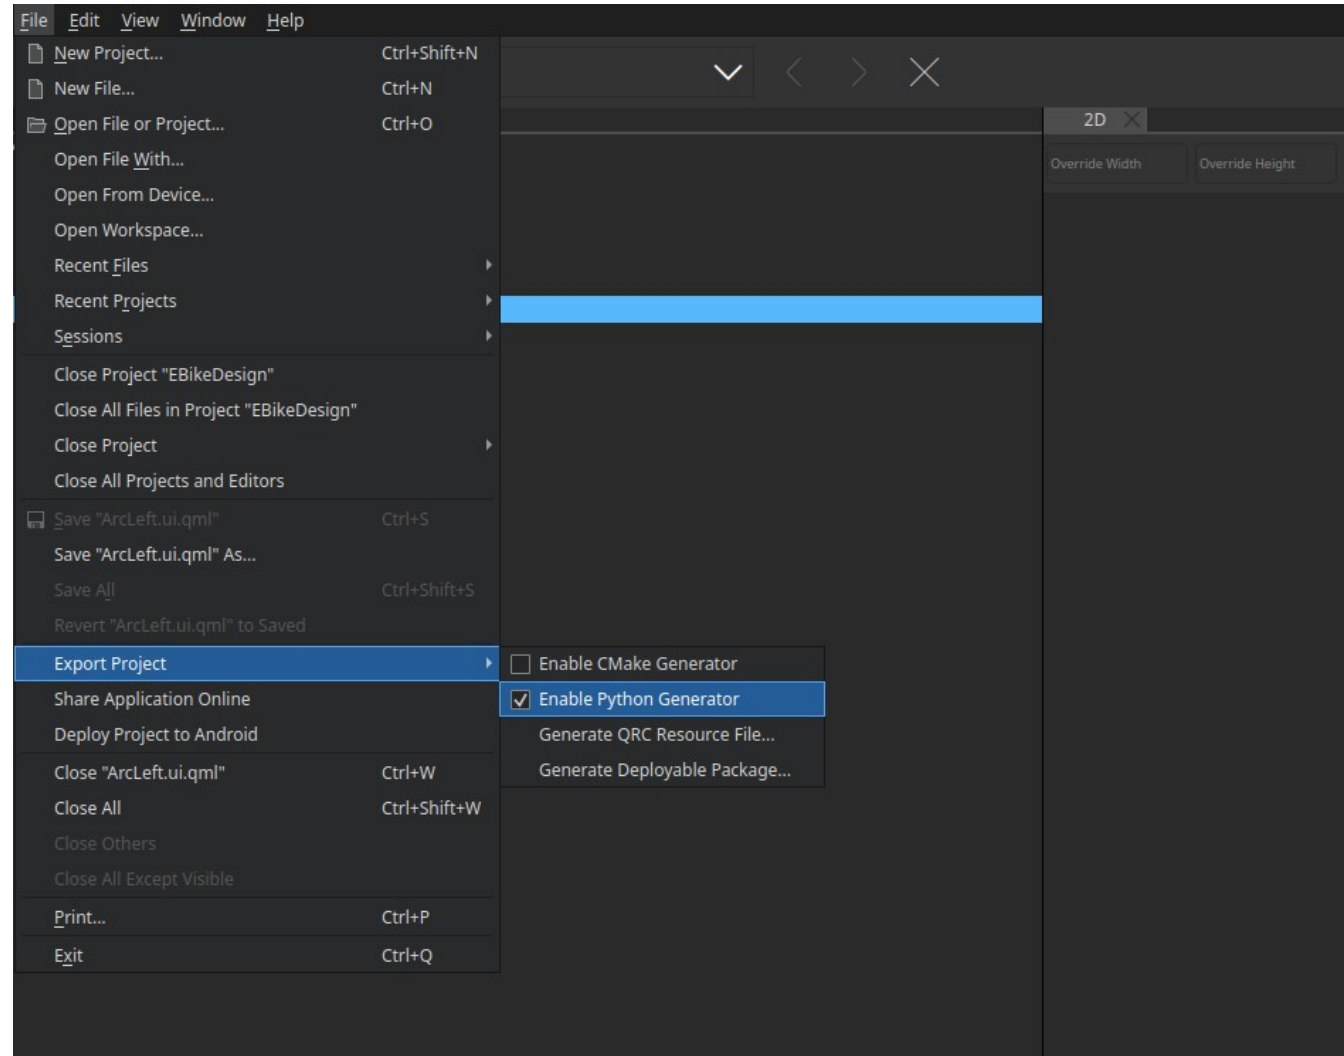 File Edit View Window Help
New Project... Ctrl+Shift+N
New File... Ctrl+N
Open File or Project... Ctrl+O
Open File With...
Open From Device...
Open Workspace...
Recent Files
Recent Projects
Sessions
Close Project "EBikeDesign"
Close All Files in Project "EBikeDesign"
Close Project
Close All Projects and Editors
Save "ArcLeft.ui.qml" Ctrl+S
Save "ArcLeft.ui.qml" As...
Save All Ctrl+Shift+S
Revert "ArcLeft.ui.qml" to Saved
Export Project
Share Application Online
Deploy Project to Android
Close "ArcLeft.ui.qml" Ctrl+W
Close All Ctrl+Shift+W
Close Others
Close All Except Visible
Print... Ctrl+P
Exit Ctrl+Q
Enable CMake Generator
Enable Python Generator
Generate QRC Resource File...
Generate Deployable Package...
2D
Override Width Override Height